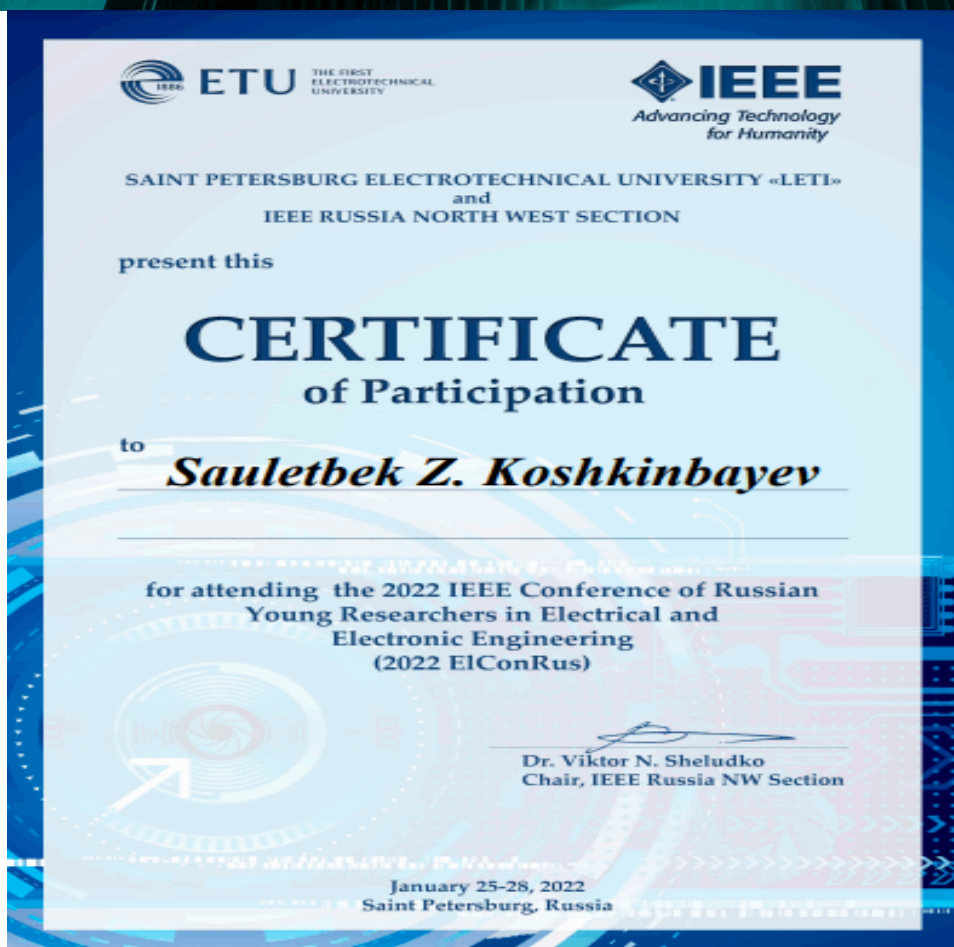 1886 ETU THE FIRST
ELECTROTECHNICAL
UNIVERSITY
IEEE
Advancing Technology
for Humanity
SAINT PETERSBURG ELECTROTECHNICAL UNIVERSITY «LETI»
and
IEEE RUSSIA NORTH WEST SECTION
present this
CERTIFICATE
of Participation
to
Sauletbek Z. Koshkinbayev
for attending the 2022 IEEE Conference of Russian
Young Researchers in Electrical and
Electronic Engineering
(2022 ElConRus)
Dr. Viktor N. Sheludko
Chair, IEEE Russia NW Section
January 25-28, 2022
Saint Petersburg, Russia